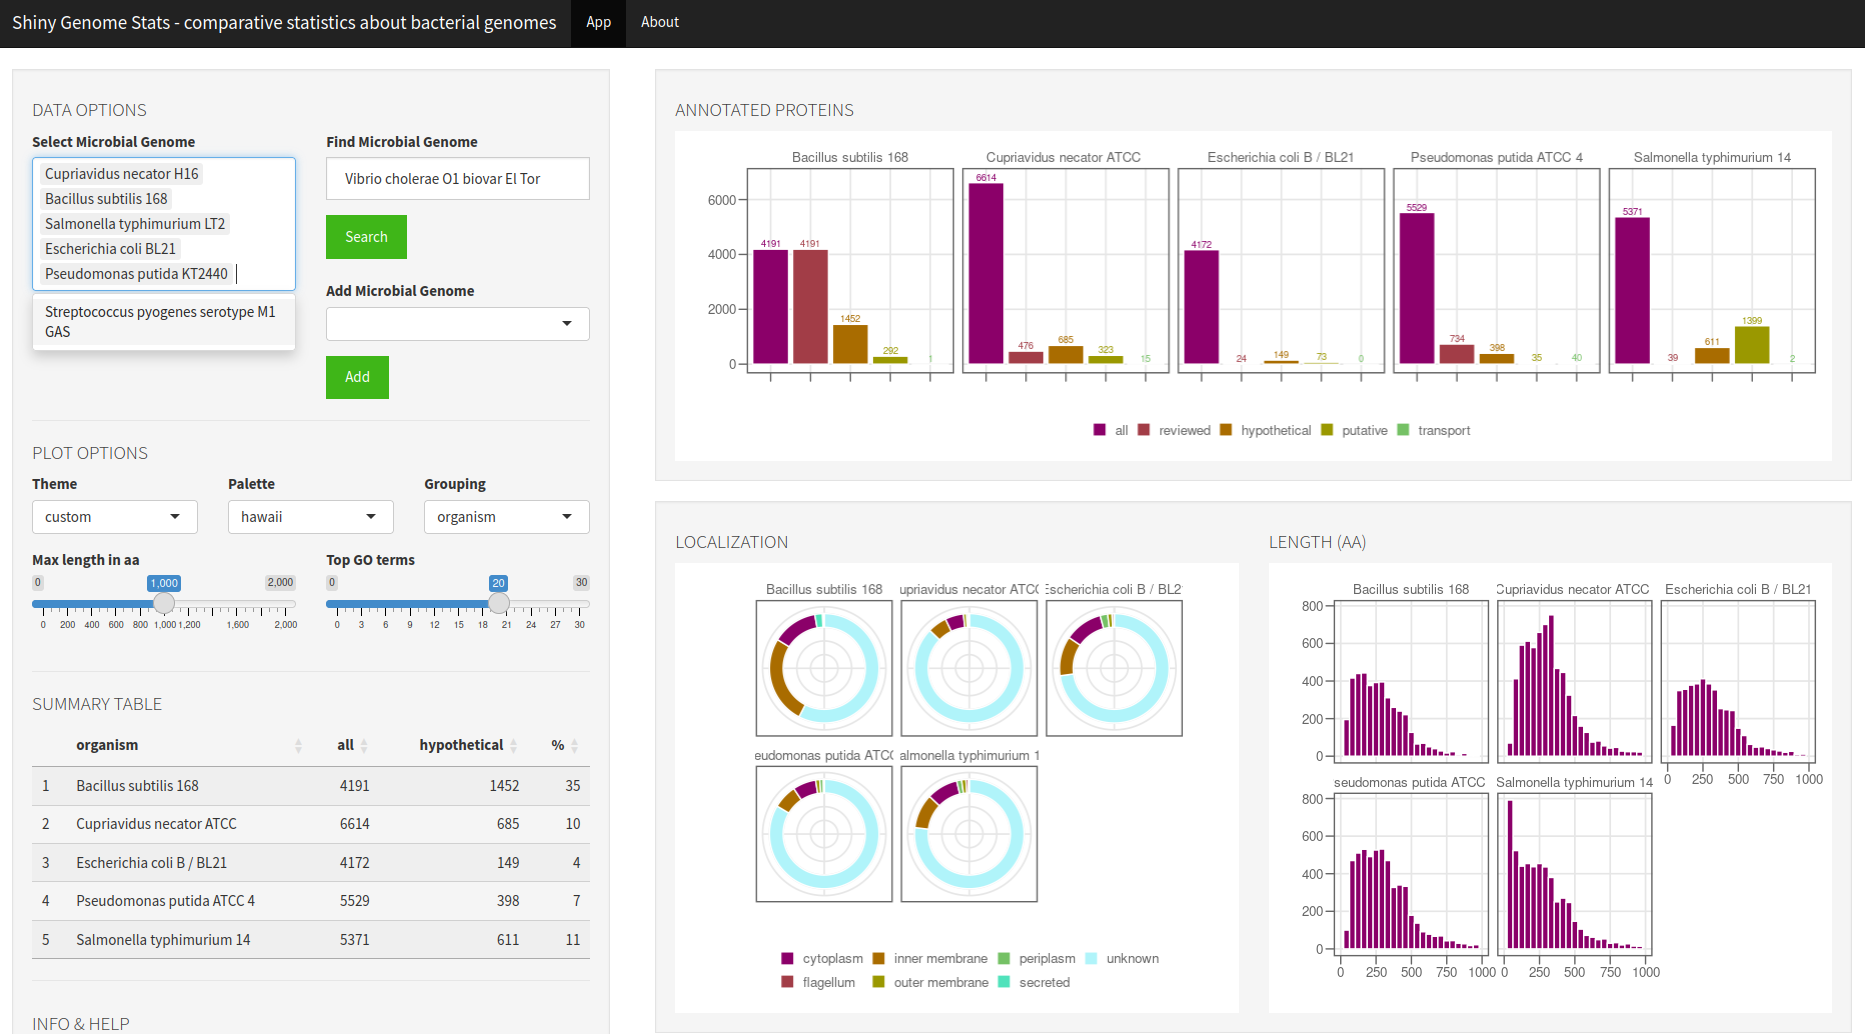 Shiny Genome Stats - comparative statistics about bacterial genomes App About
DATA OPTIONS
Select Microbial Genome
Cupriavidus necator H16
Bacillus subtilis 168
Salmonella typhimurium LT2
Escherichia coli BL21
Pseudomonas putida KT2440
Streptococcus pyogenes serotype M1
GAS
Find Microbial Genome
Vibrio cholerae O1 biovar El Tor
Search
Add Microbial Genome
Add
PLOT OPTIONS
Theme Palette Grouping
custom hawaii organism
Max length in aa
0 1,000 2,000
0 200 400 600 800 1,000 1,200 1,600 2,000
Top GO terms
0 20 30
0 3 6 9 12 15 18 21 24 27 30
SUMMARY TABLE
organism all hypothetical %
1 Bacillus subtilis 168 4191 1452 35
2 Cupriavidus necator ATCC 6614 685 10
3 Escherichia coli B / BL21 4172 149 4
4 Pseudomonas putida ATCC 4 5529 398 7
5 Salmonella typhimurium 14 5371 611 11
INFO & HELP
ANNOTATED PROTEINS
Bacillus subtilis 168 Cupriavidus necator ATCC Escherichia coli B / BL21 Pseudomonas putida ATCC 4 Salmonella typhimurium 14
6000
4000
2000
0
4191 4191 1452 292 1
6614 476 685 323 15
4172 24 149 73 0
5529 734 398 35 40
5371 39 611 1399 2
all reviewed hypothetical putative transport
LOCALIZATION
Bacillus subtilis 168 upriavidus necator ATC Escherichia coli B / BL2
eudomonas putida ATC almonella typhimurium 1
cytoplasm inner membrane periplasm unknown
flagellum outer membrane secreted
LENGTH (AA)
Bacillus subtilis 168 Cupriavidus necator ATCC Escherichia coli B / BL21
800
600
400
200
0
0 250 500 750 1000
seudomonas putida ATCC Salmonella typhimurium 14
800
600
400
200
0
0 250 500 750 1000 0 250 500 750 1000